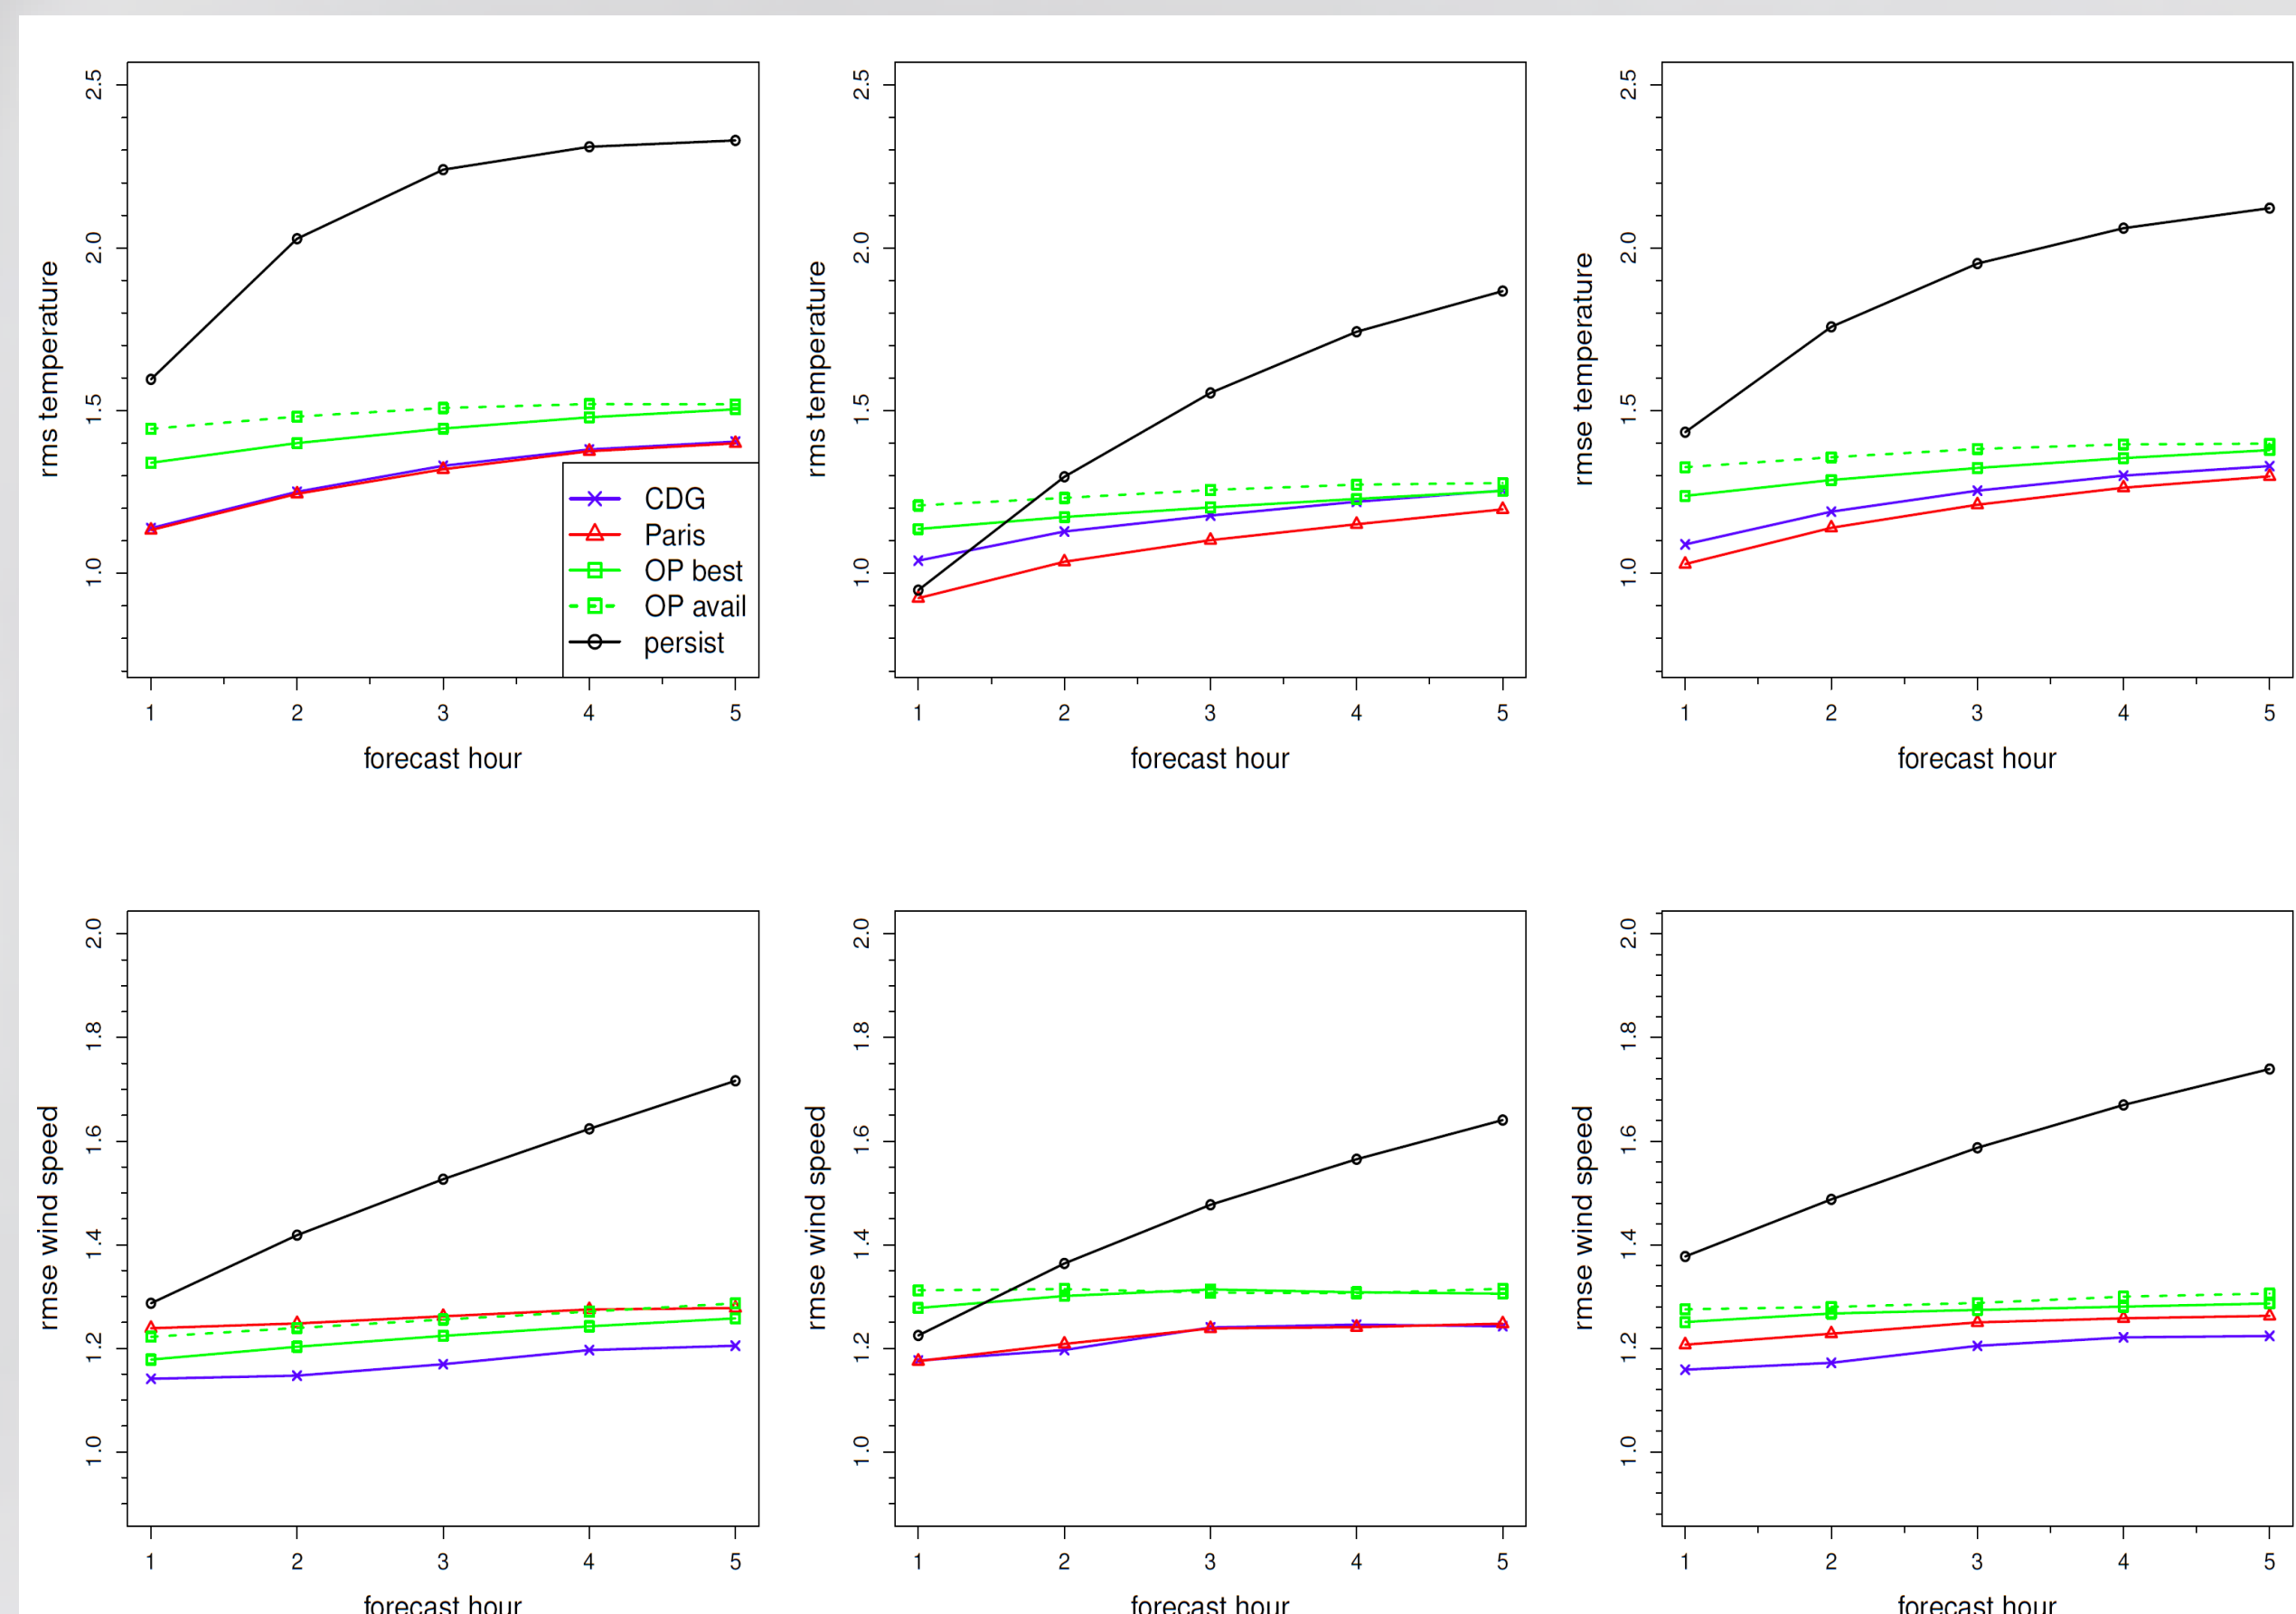 rms temperature
2.5
2.0
1.5
1.0
CDG
Paris
OP best
OP avail
persist
1 2 3 4 5
forecast hour
rms temperature
2.5
2.0
1.5
1.0
1 2 3 4 5
forecast hour
rmse temperature
2.5
2.0
1.5
1.0
1 2 3 4 5
forecast hour
rmse wind speed
2.0
1.8
1.6
1.4
1.2
1.0
1 2 3 4 5
forecast hour
rmse wind speed
2.0
1.8
1.6
1.4
1.2
1.0
1 2 3 4 5
forecast hour
rmse wind speed
2.0
1.8
1.6
1.4
1.2
1.0
1 2 3 4 5
forecast hour